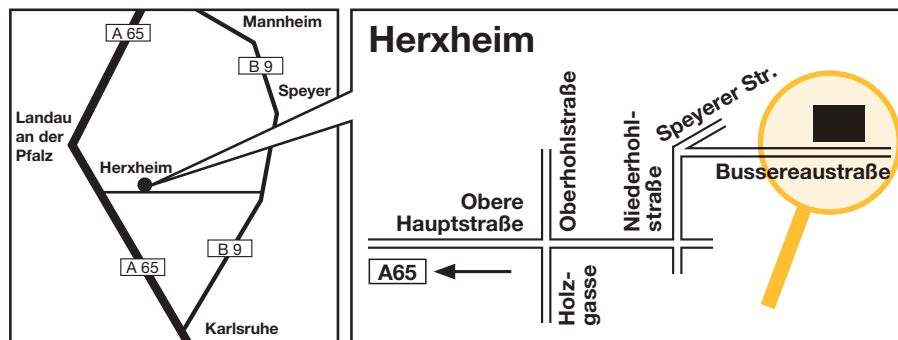 A 65
Mannheim
B 9
Speyer
Landau
an der
Pfalz
Herxheim
B 9
A 65
Karlsruhe
Herxheim
Oberhohlstraße
Niederhohl-
straße
Speyerer Str.
Bussereaustraße
Obere
Hauptstraße
A65
Holz-
gasse